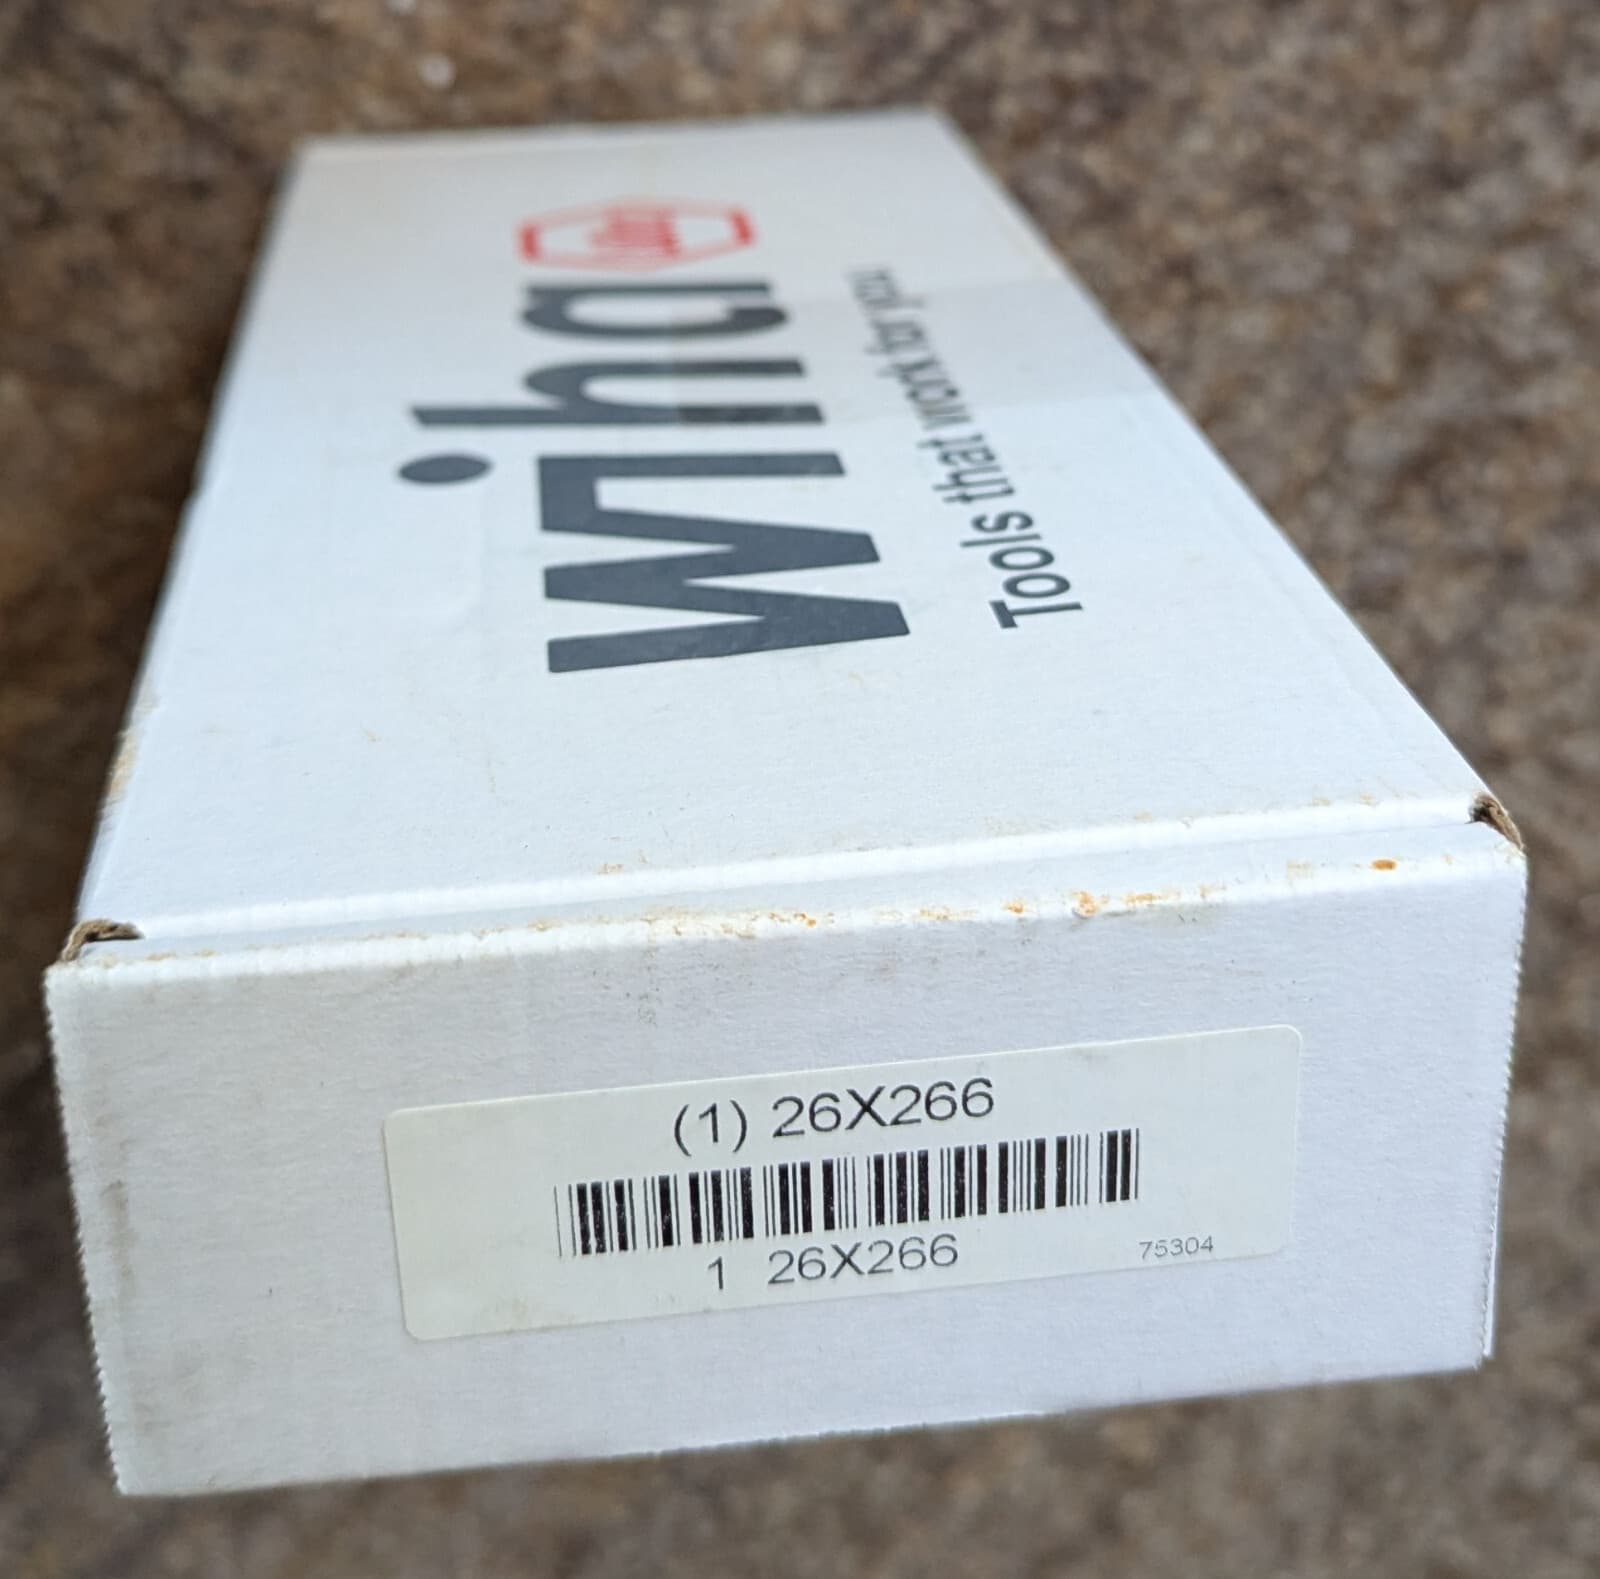 wiha
Tools that work for you
(1) 26X266
1 26X266
75304